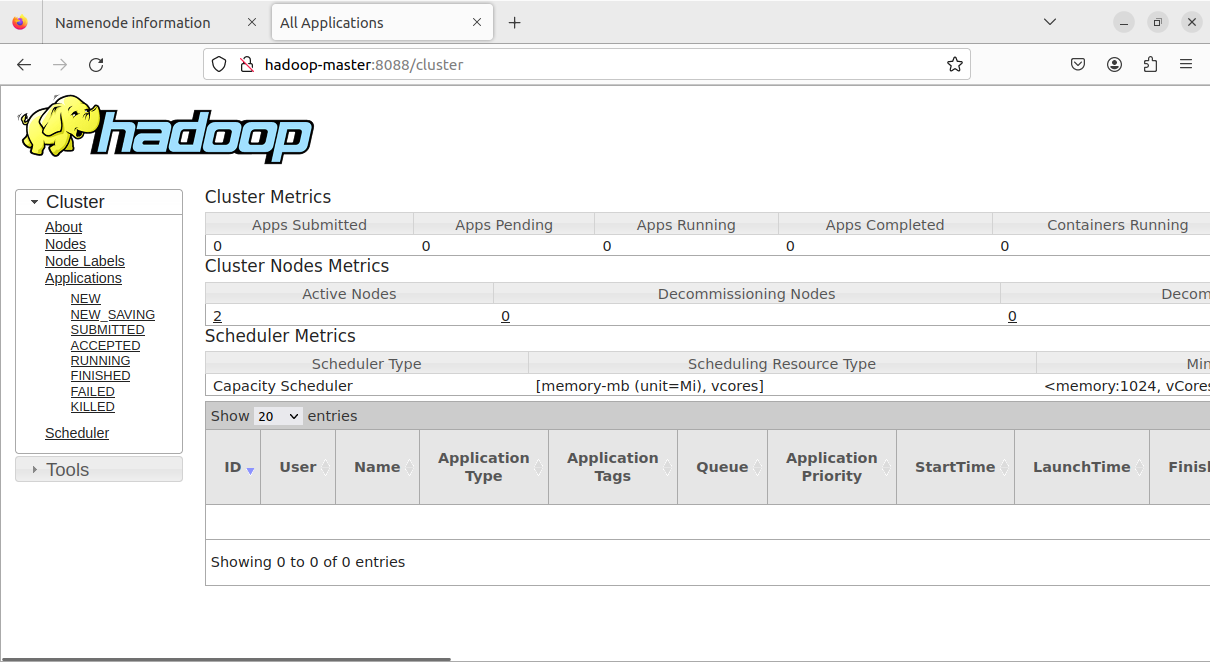 Namenode information
All Applications
hadoop-master:8088/cluster
hadoop
Cluster
About
Nodes
Node Labels
Applications
NEW
NEW_SAVING
SUBMITTED
ACCEPTED
RUNNING
FINISHED
FAILED
KILLED
Scheduler
Tools
Cluster Metrics
Apps Submitted Apps Pending Apps Running Apps Completed Containers Running
0 0 0 0 0
Cluster Nodes Metrics
Active Nodes Decommissioning Nodes Decom
2 0 0
Scheduler Metrics
Scheduler Type Scheduling Resource Type Min
Capacity Scheduler [memory-mb (unit=Mi), vcores] <memory:1024, vCores
Show 20 entries
ID User Name Application Type Application Tags Queue Application Priority StartTime LaunchTime Finish
Showing 0 to 0 of 0 entries